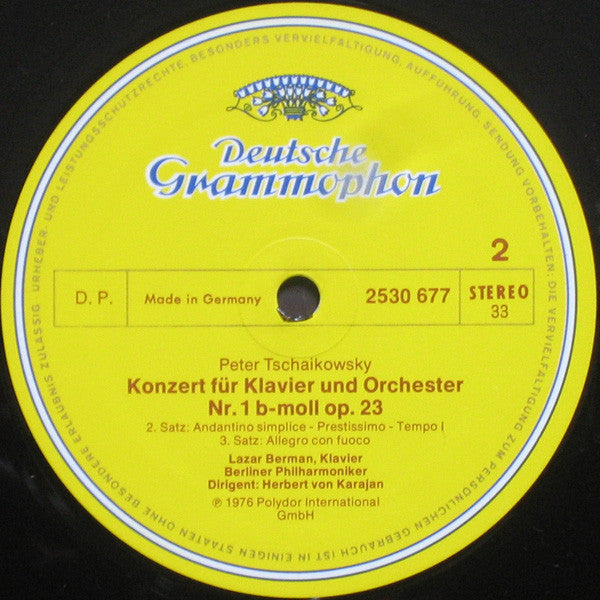 Deutsche
Grammophon
2
D. P.
Made in Germany
2530 677
STEREO
33
Peter Tschaikowsky
Konzert für Klavier und Orchester
Nr. 1 b-moll op. 23
2. Satz: Andantino simplice - Prestissimo - Tempo I
3. Satz: Allegro con fuoco
Lazar Berman, Klavier
Berliner Philharmoniker
Dirigent: Herbert von Karajan
℗ 1976 Polydor International
GmbH
URHEBER- UND LEISTUNGSSCHUTZRECHTE, BESONDERS VERVIELFÄLTIGUNG, AUFFÜHRUNG, SENDUNG VORBEHALTEN; DIE VERVIELFÄLTIGUNG ZUM PERSÖNLICHEN GEBRAUCH IST IN EINIGEN STAATEN OHNE BESONDERE ERLAUBNIS ZULÄSSIG.